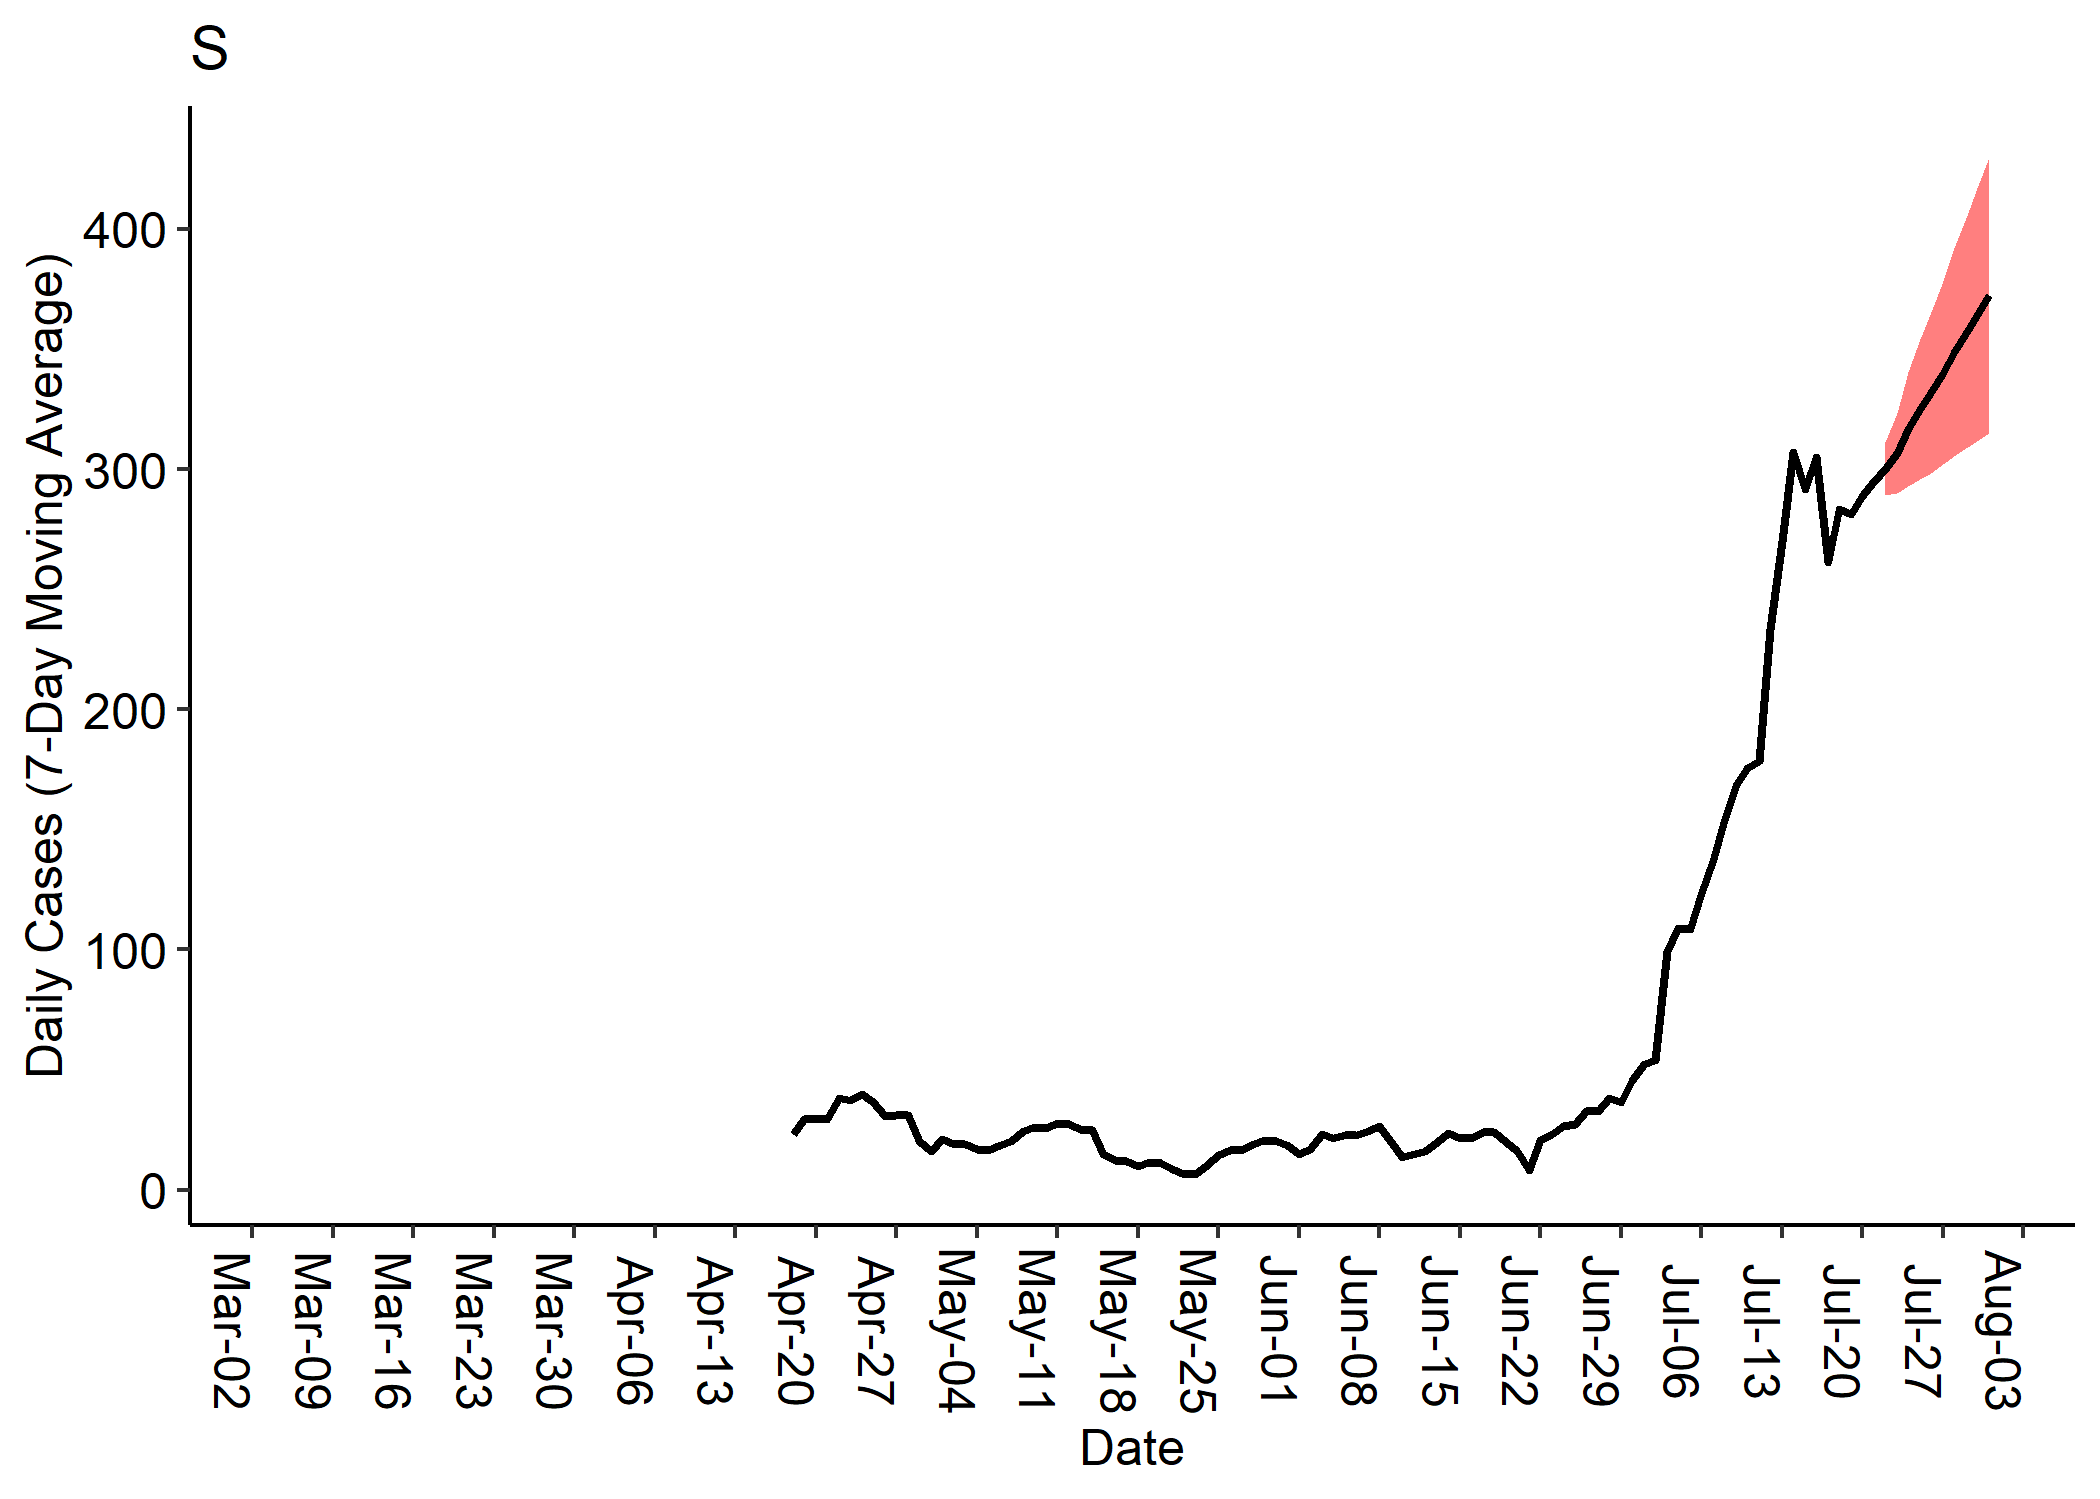 S
Daily Cases (7-Day Moving Average)
400
300
200
100
0
Mar-02
Mar-09
Mar-16
Mar-23
Mar-30
Apr-06
Apr-13
Apr-20
Apr-27
May-04
May-11
May-18
May-25
Jun-01
Jun-08
Jun-15
Jun-22
Jun-29
Jul-06
Jul-13
Jul-20
Jul-27
Aug-03
Date